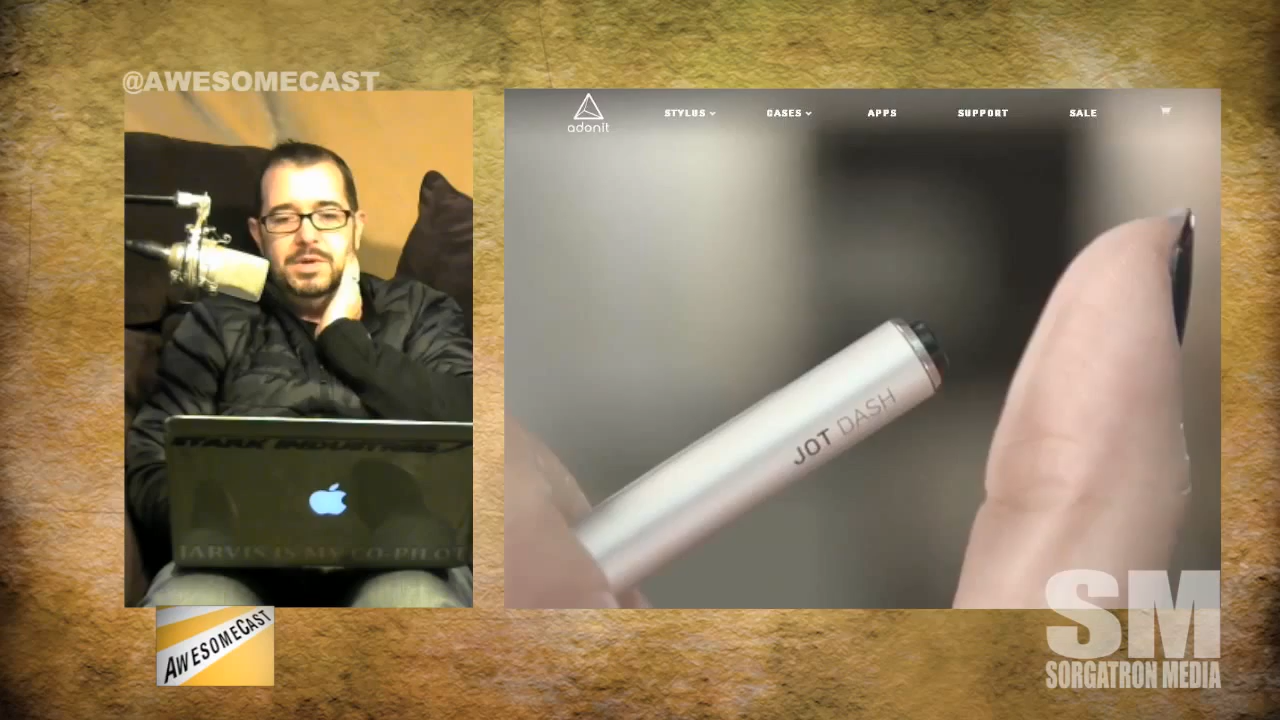 @AWESOMECAST
adonit
STYLUS
CASES
APPS
SUPPORT
SALE
JOT DASH
STARK INDUSTRIES
JARVIS IS MY CO-PILOT
AWESOMECAST
SM
SORGATRON MEDIA